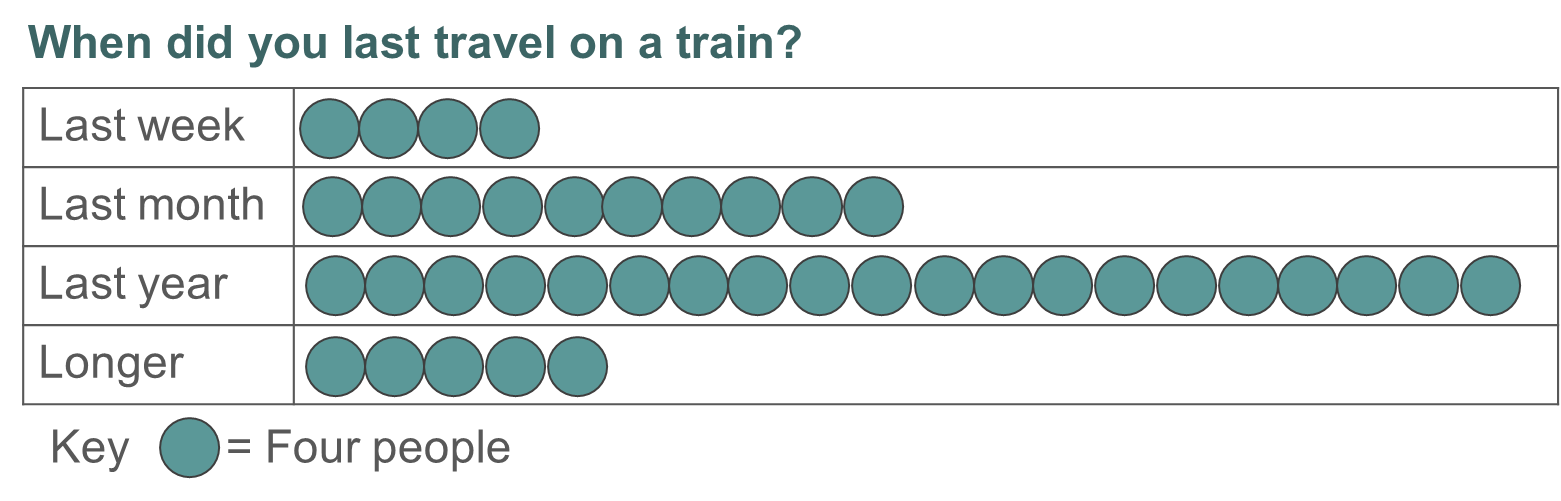 When did you last travel on a train?
Last week
Last month
Last year
Longer
Key = Four people